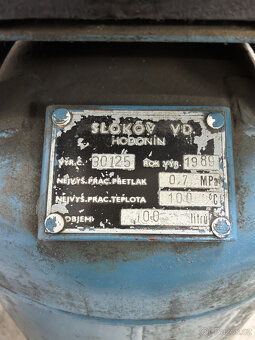 SLOKOV VD.
HODONÍN
VÝR. Č. 90125 ROK VÝR. 1989
NEJVYŠ. PRAC. PŘETLAK 0,7 MPa
NEJVYŠ. PRAC. TEPLOTA 100 °C
OBJEM: 100 litrů